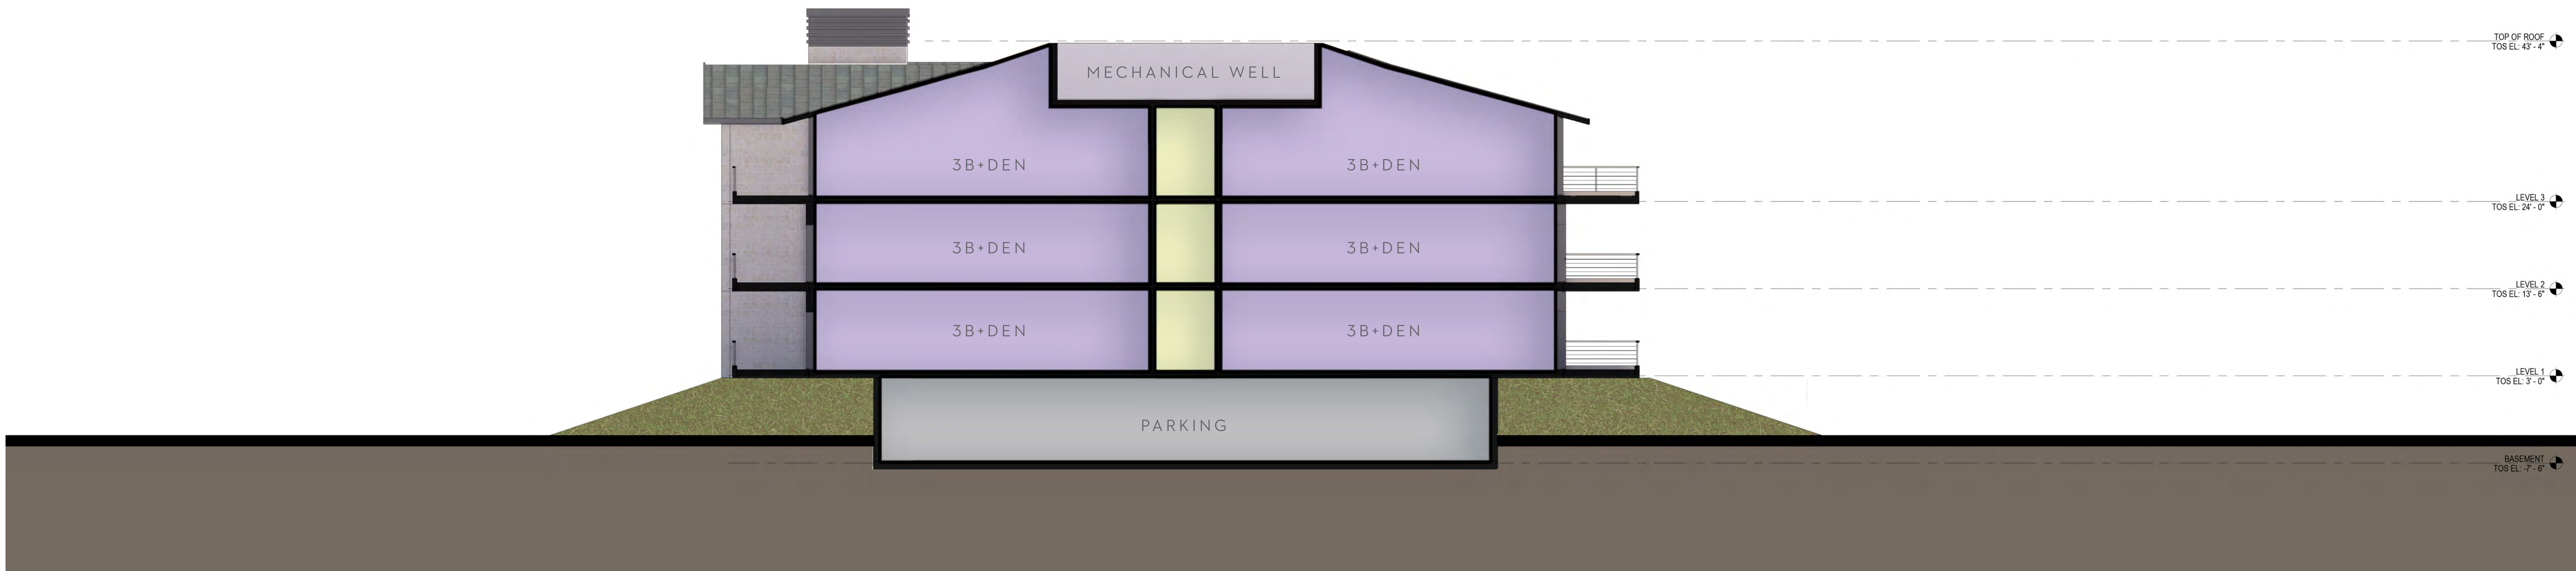 TOP OF ROOF
TOS EL: 43' - 4"
MECHANICAL WELL
3B+DEN
3B+DEN
LEVEL 3
TOS EL: 24' - 0"
3B+DEN
3B+DEN
LEVEL 2
TOS EL: 13' - 6"
3B+DEN
3B+DEN
LEVEL 1
TOS EL: 3' - 0"
PARKING
BASEMENT
TOS EL: -7' - 6"